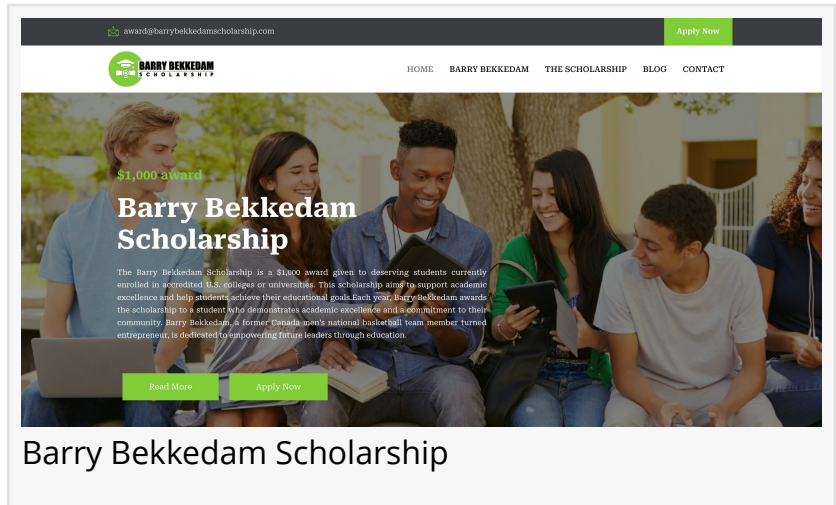 award@barrybekkedamscholarship.com
Apply Now
BARRY BEKKEDAM
SCHOLARSHIP
HOME BARRY BEKKEDAM THE SCHOLARSHIP BLOG CONTACT
$1,000 award
Barry Bekkedam
Scholarship
The Barry Bekkedam Scholarship is a $1,000 award given to deserving students currently
enrolled in accredited U.S. colleges or universities. This scholarship aims to support academic
excellence and help students achieve their educational goals.Each year, Barry Bekkedam awards
the scholarship to a student who demonstrates academic excellence and a commitment to their
community. Barry Bekkedam, a former Canada men's national basketball team member turned
entrepreneur, is dedicated to empowering future leaders through education.
Read More
Apply Now
Barry Bekkedam Scholarship